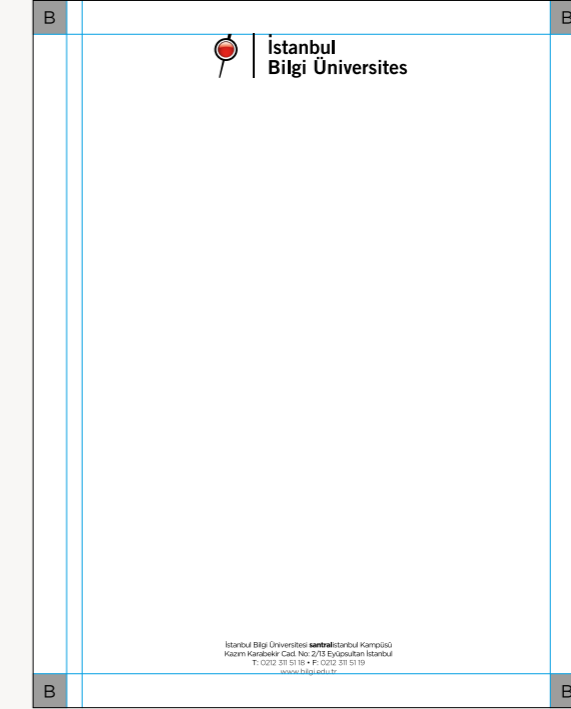 B
B
İstanbul
Bilgi Üniversites
İstanbul Bilgi Üniversitesi santralistanbul Kampüsü
Kazım Karabekir Cad. No: 2/13 Eyüpsultan İstanbul
T: 0212 311 51 18 • F: 0212 311 51 19
www.bilgi.edu.tr
B
B